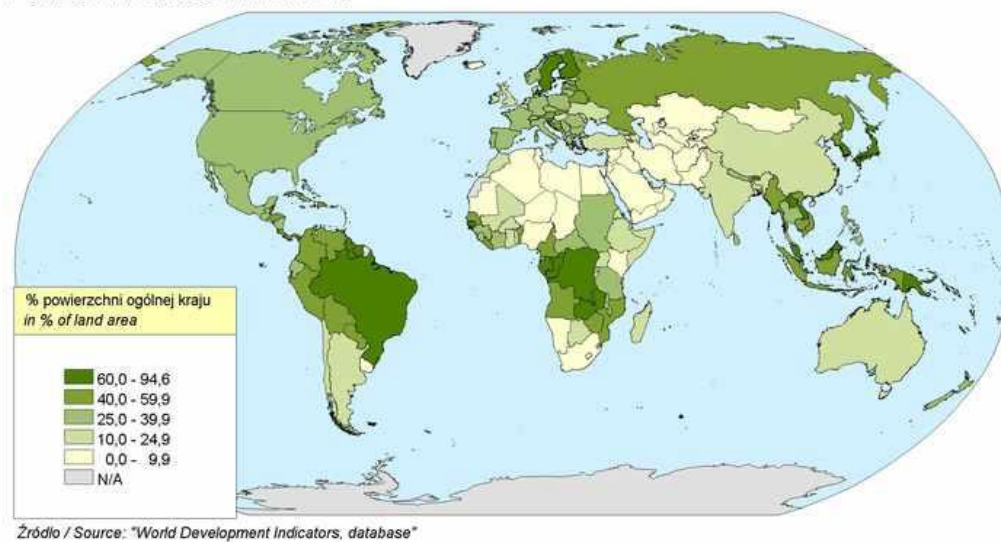 % powierzchni ogólnej kraju
in % of land area
60,0 - 94,6
40,0 - 59,9
25,0 - 39,9
10,0 - 24,9
0,0 - 9,9
N/A
Źródło / Source: "World Development Indicators, database"